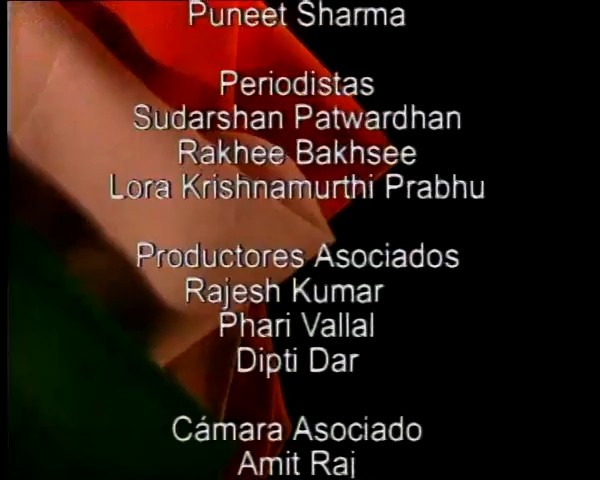 Puneet Sharma
Periodistas
Sudarshan Patwardhan
Rakhee Bakhsee
Lora Krishnamurthi Prabhu
Productores Asociados
Rajesh Kumar
Phari Vallal
Dipti Dar
Cámara Asociado
Amit Raj